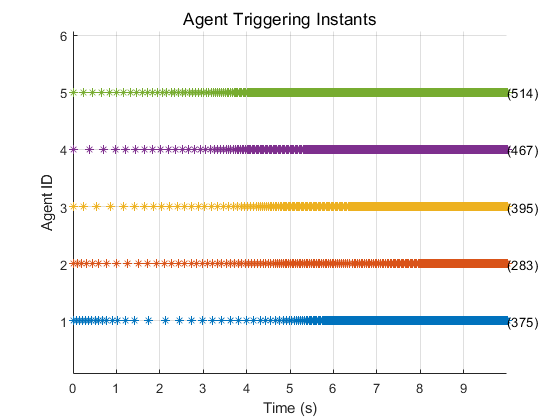 Agent Triggering Instants
6
5
(514)
4
(467)
3
(395)
2
(283)
1
(375)
Agent ID
0 1 2 3 4 5 6 7 8 9
Time (s)